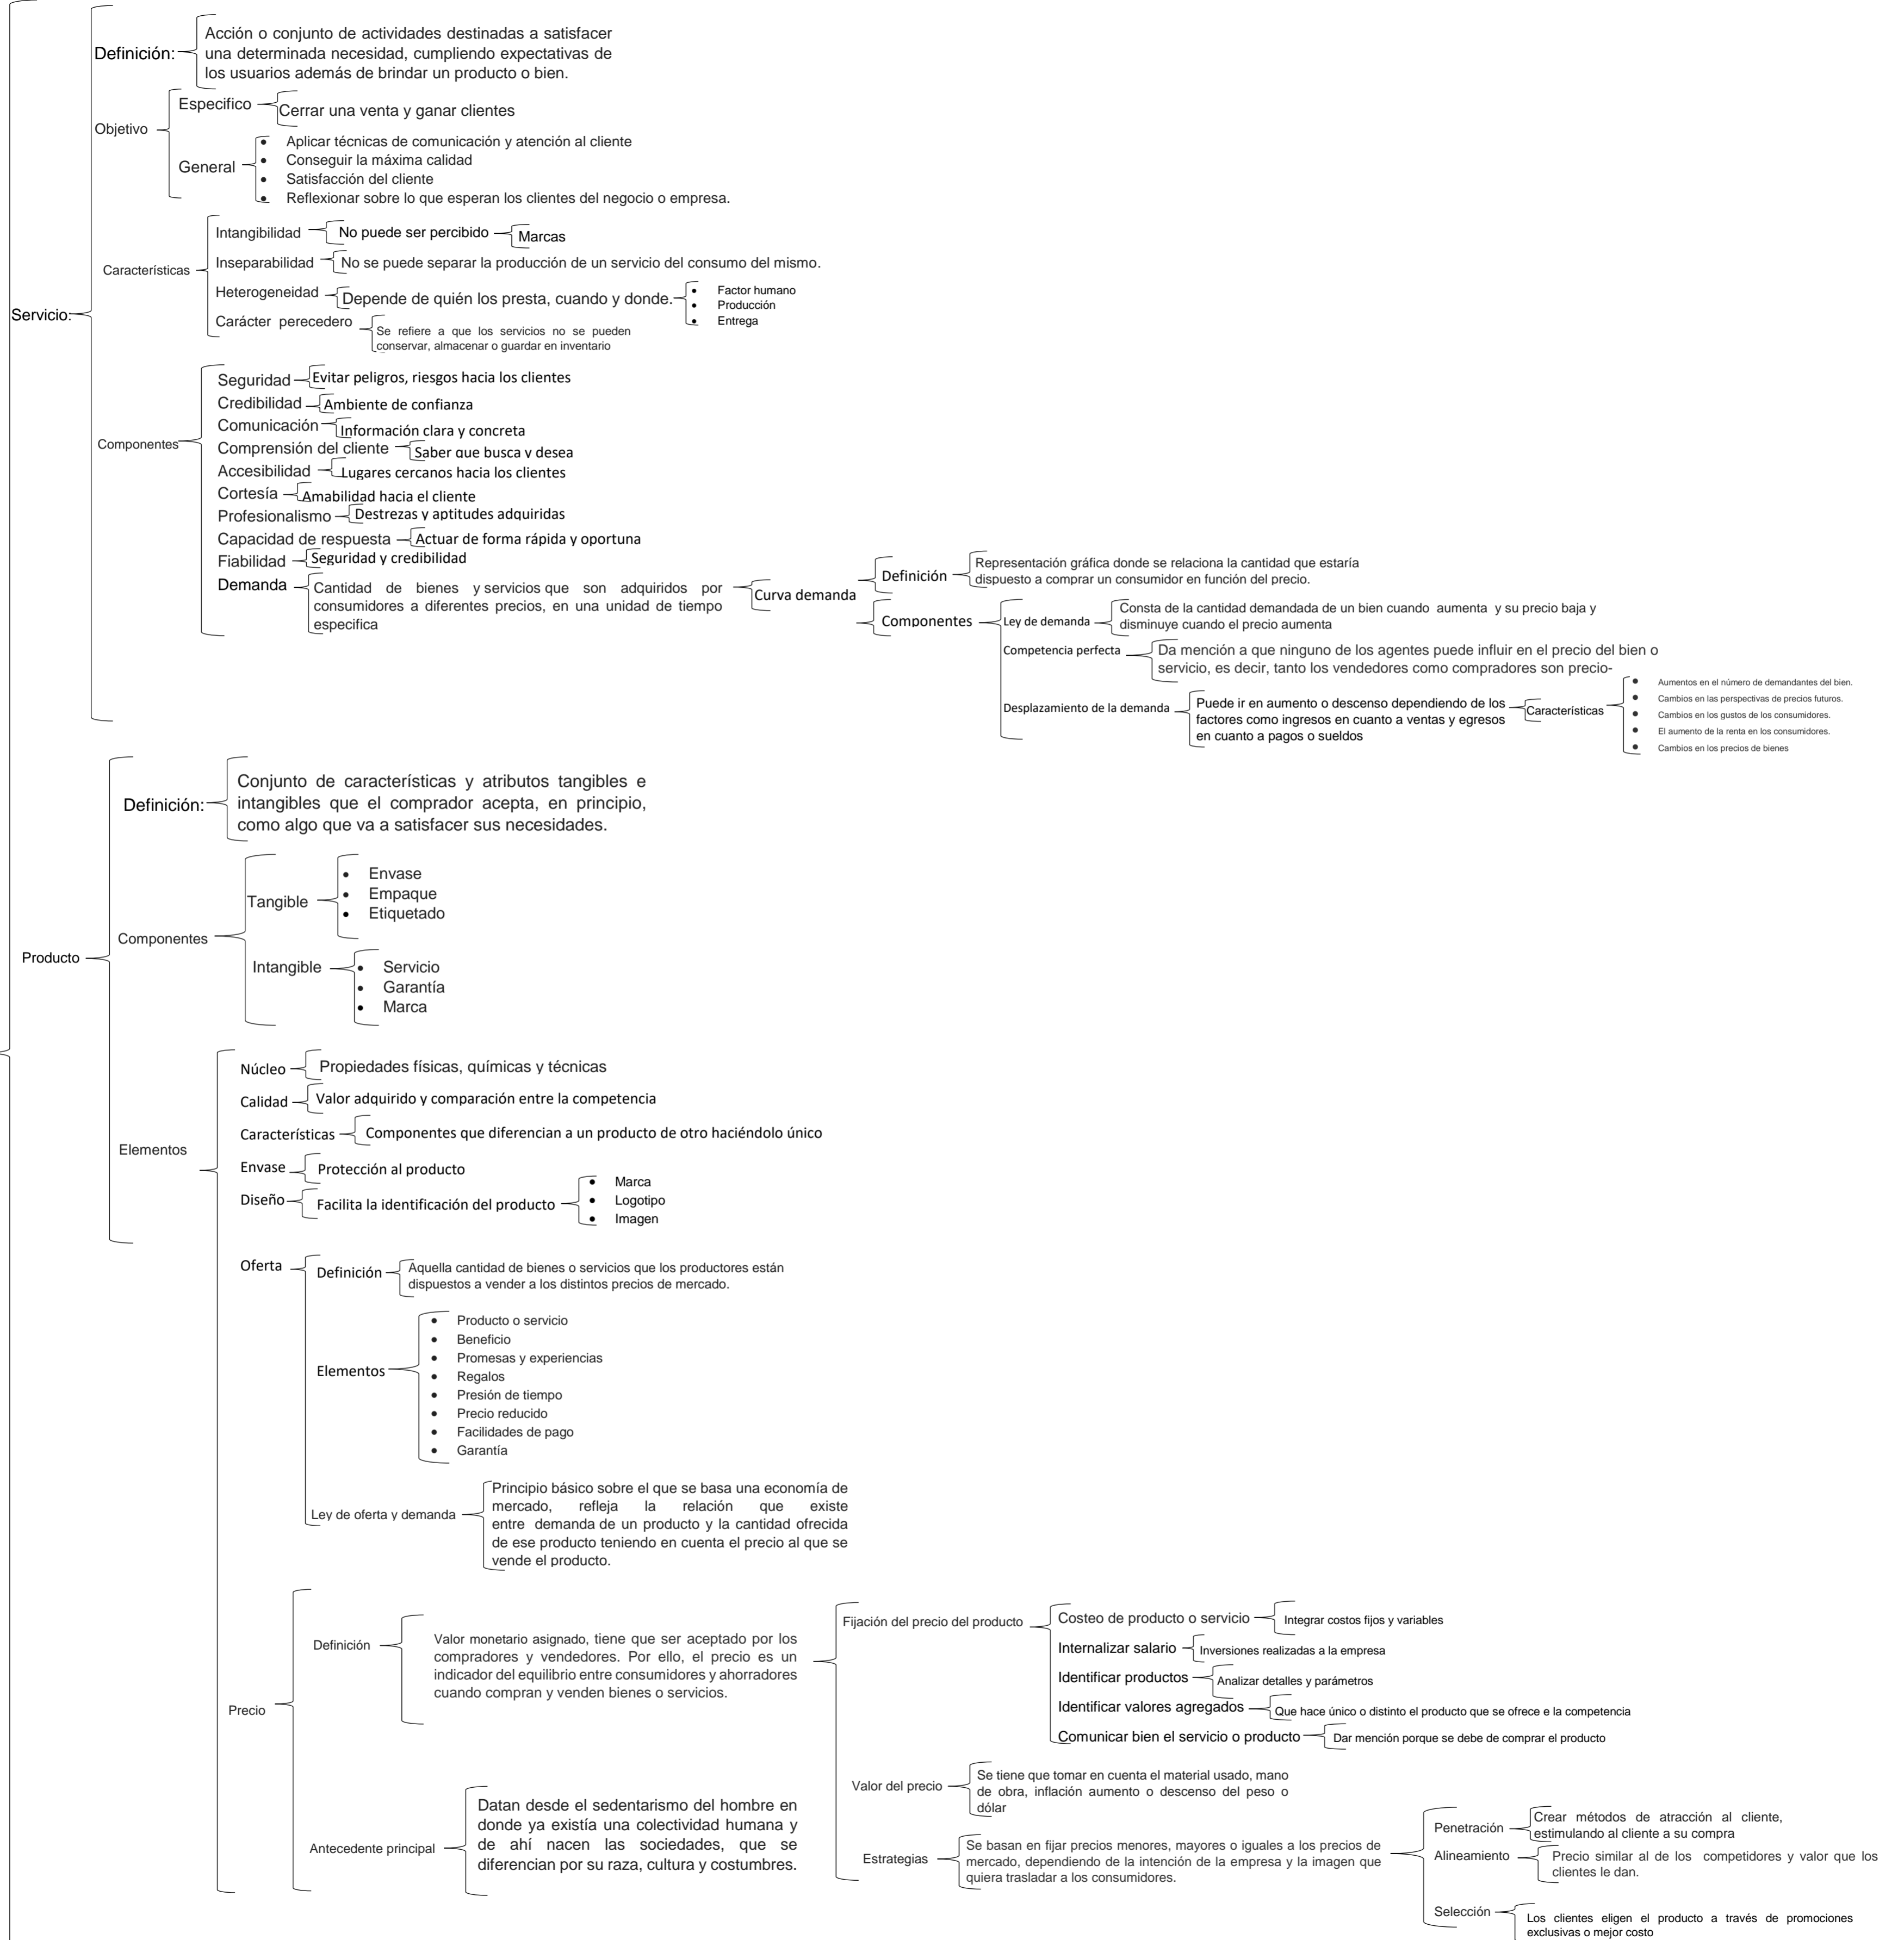 Servicio:
Definición:
Acción o conjunto de actividades destinadas a satisfacer
una determinada necesidad, cumpliendo expectativas de
los usuarios además de brindar un producto o bien.
Objetivo
Especifico
Cerrar una venta y ganar clientes
General
• Aplicar técnicas de comunicación y atención al cliente
• Conseguir la máxima calidad
• Satisfacción del cliente
• Reflexionar sobre lo que esperan los clientes del negocio o empresa.
Características
Intangibilidad
No puede ser percibido
Marcas
Inseparabilidad
No se puede separar la producción de un servicio del consumo del mismo.
Heterogeneidad
Depende de quién los presta, cuando y donde.
• Factor humano
• Producción
• Entrega
Carácter perecedero
Se refiere a que los servicios no se pueden
conservar, almacenar o guardar en inventario
Componentes
Seguridad
Evitar peligros, riesgos hacia los clientes
Credibilidad
Ambiente de confianza
Comunicación
Información clara y concreta
Comprensión del cliente
Saber que busca y desea
Accesibilidad
Lugares cercanos hacia los clientes
Cortesía
Amabilidad hacia el cliente
Profesionalismo
Destrezas y aptitudes adquiridas
Capacidad de respuesta
Actuar de forma rápida y oportuna
Fiabilidad
Seguridad y credibilidad
Demanda
Cantidad de bienes y servicios que son adquiridos por
consumidores a diferentes precios, en una unidad de tiempo
especifica
Curva demanda
Definición
Representación gráfica donde se relaciona la cantidad que estaría
dispuesto a comprar un consumidor en función del precio.
Componentes
Ley de demanda
Consta de la cantidad demandada de un bien cuando aumenta y su precio baja y
disminuye cuando el precio aumenta
Competencia perfecta
Da mención a que ninguno de los agentes puede influir en el precio del bien o
servicio, es decir, tanto los vendedores como compradores son precio-
Desplazamiento de la demanda
Puede ir en aumento o descenso dependiendo de los
factores como ingresos en cuanto a ventas y egresos
en cuanto a pagos o sueldos
Características
• Aumentos en el número de demandantes del bien.
• Cambios en las perspectivas de precios futuros.
• Cambios en los gustos de los consumidores.
• El aumento de la renta en los consumidores.
• Cambios en los precios de bienes
Producto
Definición:
Conjunto de características y atributos tangibles e
intangibles que el comprador acepta, en principio,
como algo que va a satisfacer sus necesidades.
Componentes
Tangible
• Envase
• Empaque
• Etiquetado
Intangible
• Servicio
• Garantía
• Marca
Elementos
Núcleo
Propiedades físicas, químicas y técnicas
Calidad
Valor adquirido y comparación entre la competencia
Características
Componentes que diferencian a un producto de otro haciéndolo único
Envase
Protección al producto
Diseño
Facilita la identificación del producto
• Marca
• Logotipo
• Imagen
Oferta
Definición
Aquella cantidad de bienes o servicios que los productores están
dispuestos a vender a los distintos precios de mercado.
Elementos
• Producto o servicio
• Beneficio
• Promesas y experiencias
• Regalos
• Presión de tiempo
• Precio reducido
• Facilidades de pago
• Garantía
Ley de oferta y demanda
Principio básico sobre el que se basa una economía de
mercado, refleja la relación que existe
entre demanda de un producto y la cantidad ofrecida
de ese producto teniendo en cuenta el precio al que se
vende el producto.
Precio
Definición
Valor monetario asignado, tiene que ser aceptado por los
compradores y vendedores. Por ello, el precio es un
indicador del equilibrio entre consumidores y ahorradores
cuando compran y venden bienes o servicios.
Fijación del precio del producto
Costeo de producto o servicio
Integrar costos fijos y variables
Internalizar salario
Inversiones realizadas a la empresa
Identificar productos
Analizar detalles y parámetros
Identificar valores agregados
Que hace único o distinto el producto que se ofrece e la competencia
Comunicar bien el servicio o producto
Dar mención porque se debe de comprar el producto
Valor del precio
Se tiene que tomar en cuenta el material usado, mano
de obra, inflación aumento o descenso del peso o
dólar
Estrategias
Se basan en fijar precios menores, mayores o iguales a los precios de
mercado, dependiendo de la intención de la empresa y la imagen que
quiera trasladar a los consumidores.
Penetración
Crear métodos de atracción al cliente,
estimulando al cliente a su compra
Alineamiento
Precio similar al de los competidores y valor que los
clientes le dan.
Selección
Los clientes eligen el producto a través de promociones
exclusivas o mejor costo
Antecedente principal
Datan desde el sedentarismo del hombre en
donde ya existía una colectividad humana y
de ahí nacen las sociedades, que se
diferencian por su raza, cultura y costumbres.